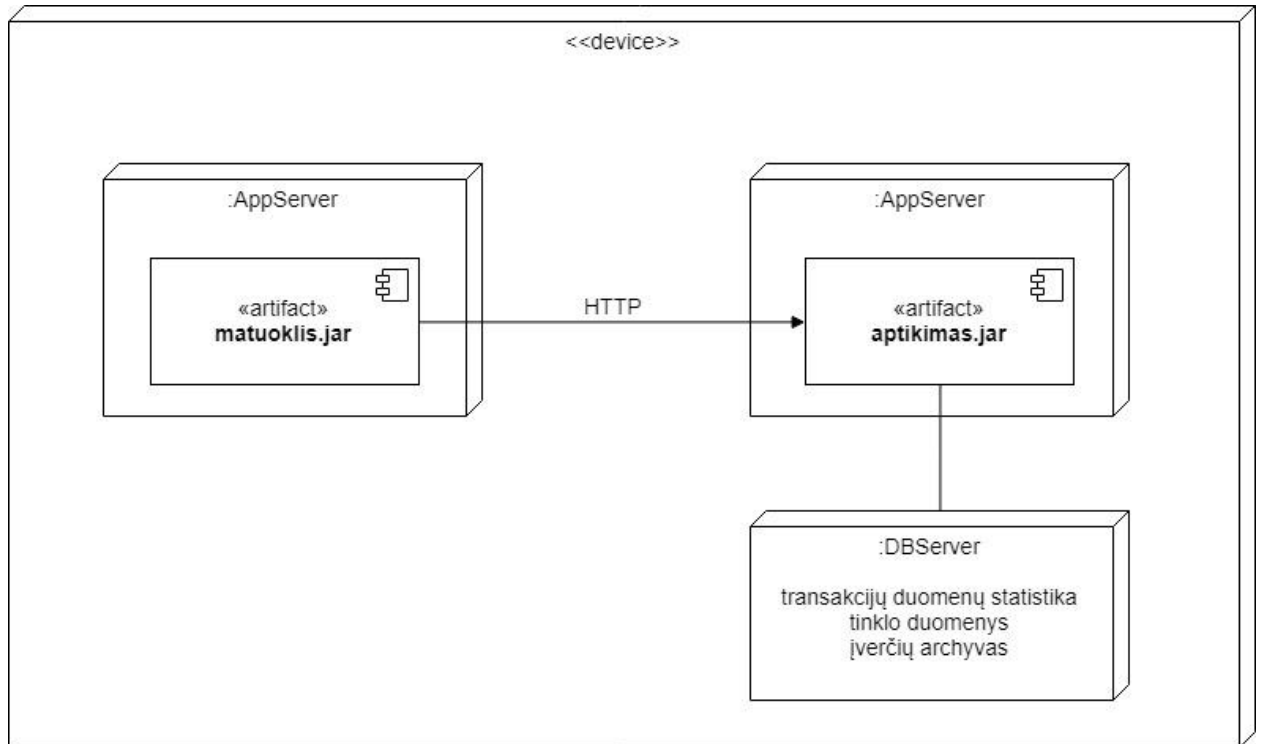 <<device>>
:AppServer
«artifact»
matuoklis.jar
HTTP
:AppServer
«artifact»
aptikimas.jar
:DBServer
transakcijų duomenų statistika
tinklo duomenys
įverčių archyvas